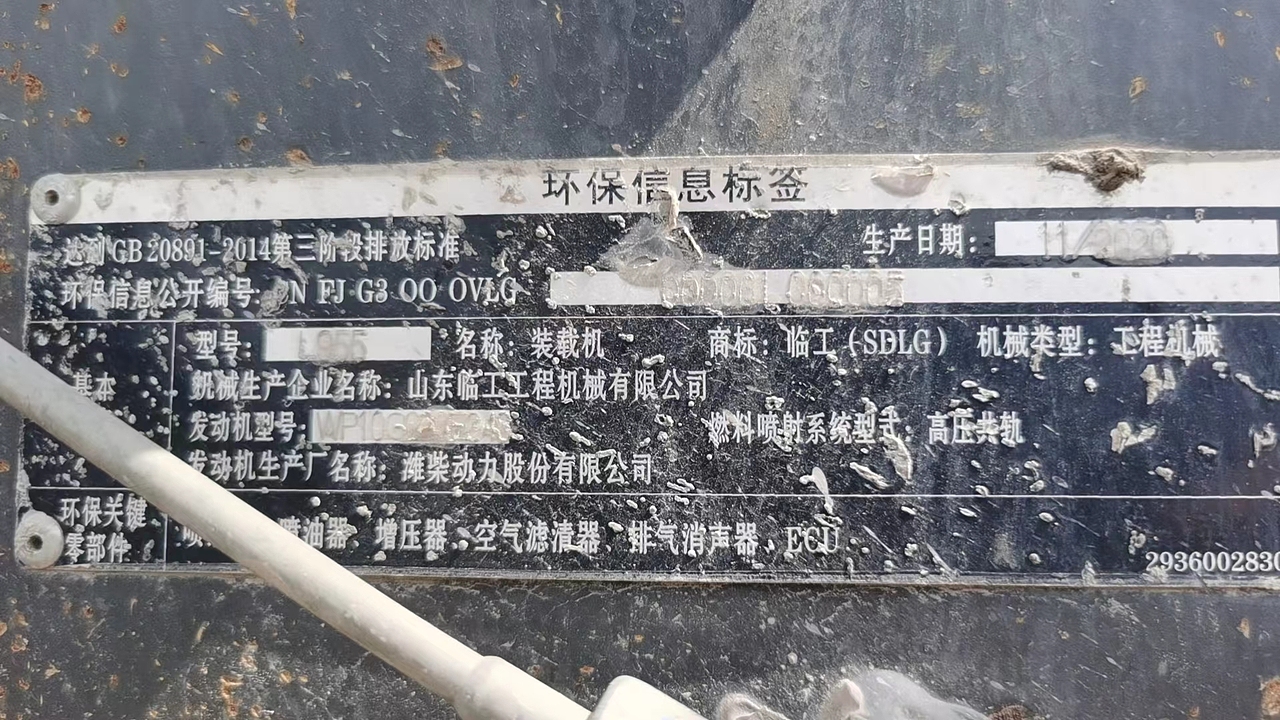 环保信息标签
达到GB 20891-2014第三阶段排放标准 生产日期: 11/2020
环保信息公开编号: CN FJ G3 QQ OVLG
型号: L955 名称: 装载机 商标: 临工(SDLG) 机械类型: 工程机械
基本
机械生产企业名称: 山东临工工程机械有限公司
发动机型号: 燃料喷射系统型式: 高压共轨
发动机生产厂名称: 潍柴动力股份有限公司
环保关键
零部件
喷油器、增压器、空气滤清器、排气消声器、ECU
2936002830